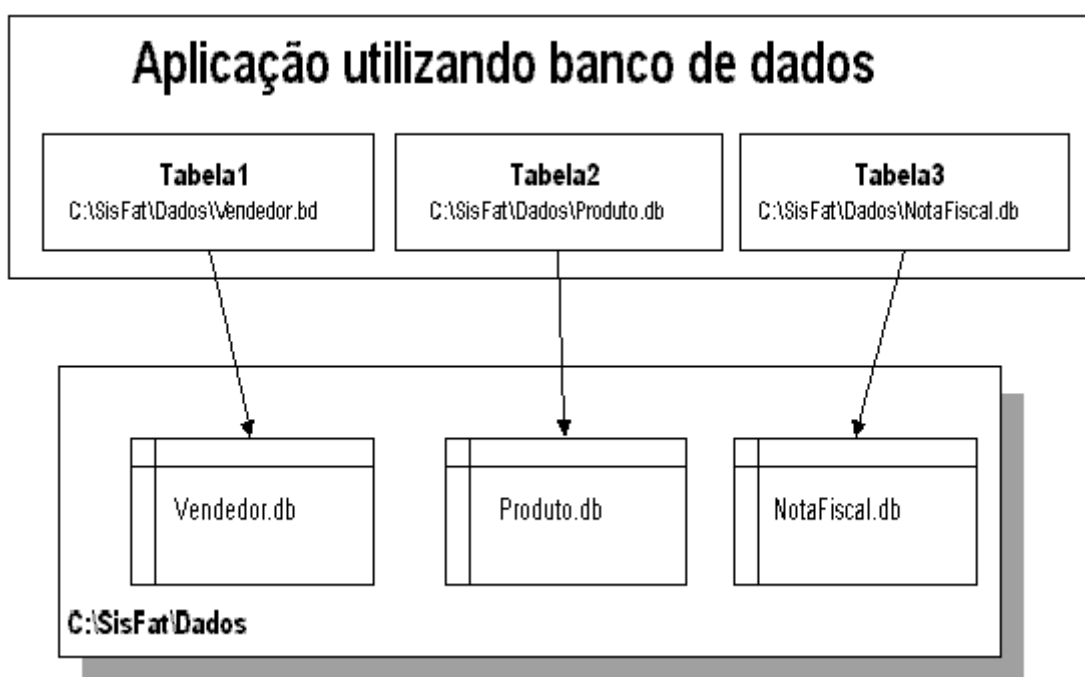 Aplicação utilizando banco de dados
Tabela1
C:\SisFat\Dados\Vendedor.bd
Tabela2
C:\SisFat\Dados\Produto.db
Tabela3
C:\SisFat\Dados\NotaFiscal.db
Vendedor.db
Produto.db
NotaFiscal.db
C:\SisFat\Dados